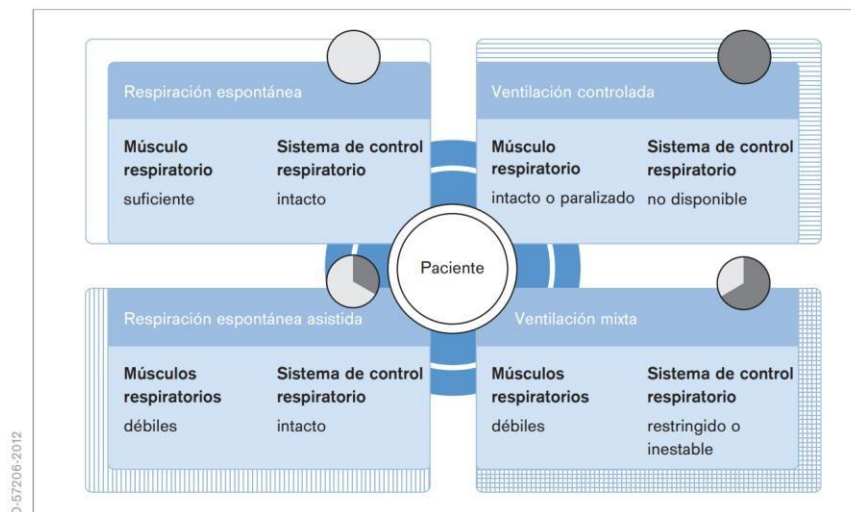 Respiración espontánea
Músculo
respiratorio
suficiente
Sistema de control
respiratorio
intacto
Ventilación controlada
Músculo
respiratorio
intacto o paralizado
Sistema de control
respiratorio
no disponible
Paciente
Respiración espontánea asistida
Músculos
respiratorios
débiles
Sistema de control
respiratorio
intacto
Ventilación mixta
Músculos
respiratorios
débiles
Sistema de control
respiratorio
restringido o
inestable
D-57206-2012